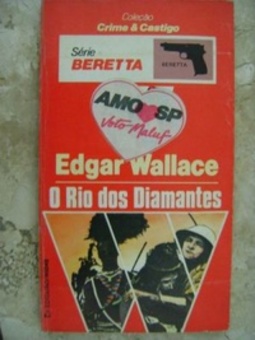 Coleção
Crime & Castigo
Série
BERETTA
BERETTA
AMO SP
Voto Maluf
Edgar Wallace
O Rio dos Diamantes